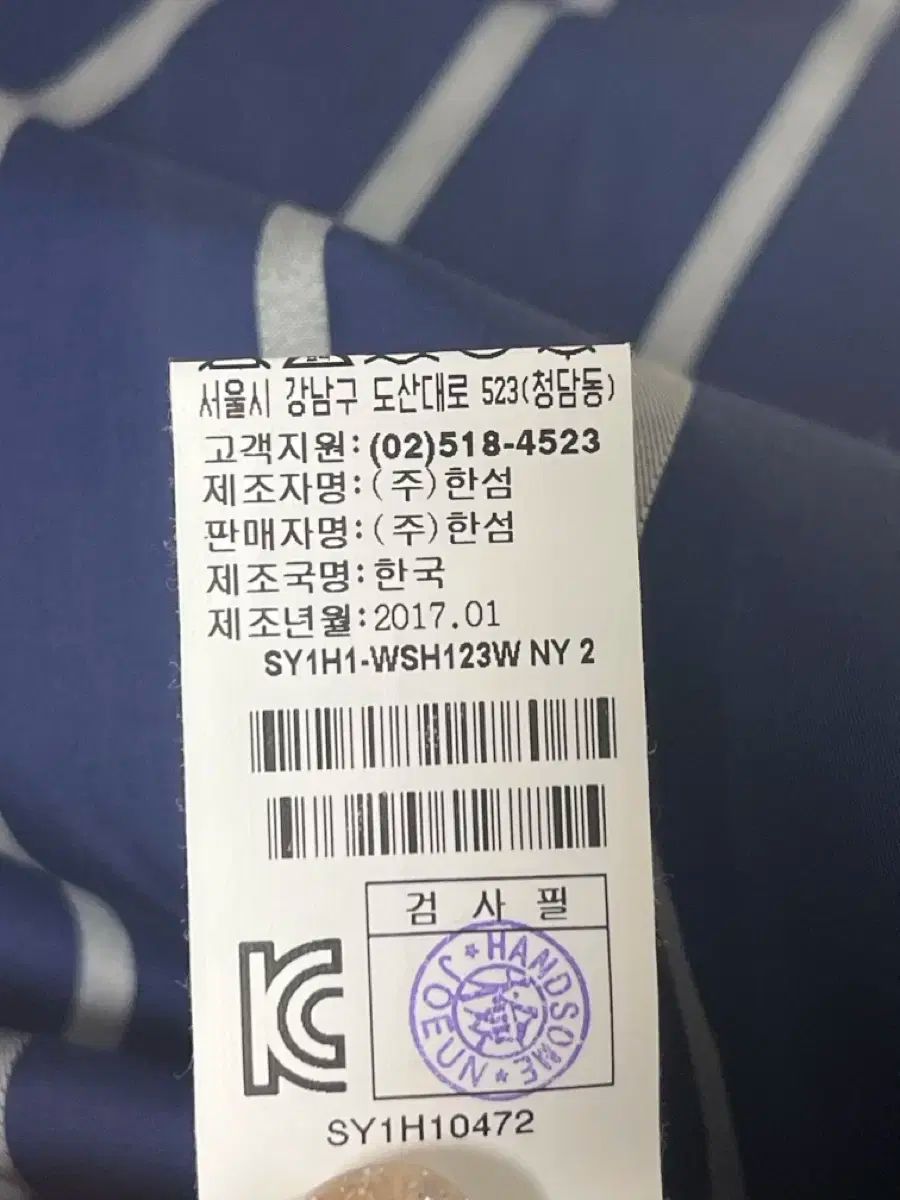 서울시 강남구 도산대로 523(청담동)
고객지원:(02)518-4523
제조자명:(주)한섬
판매자명:(주)한섬
제조국명:한국
제조년월:2017.01
SY1H1-WSH123W NY 2
검 사 필
HANDSOME
JOEUN
KC
SY1H10472